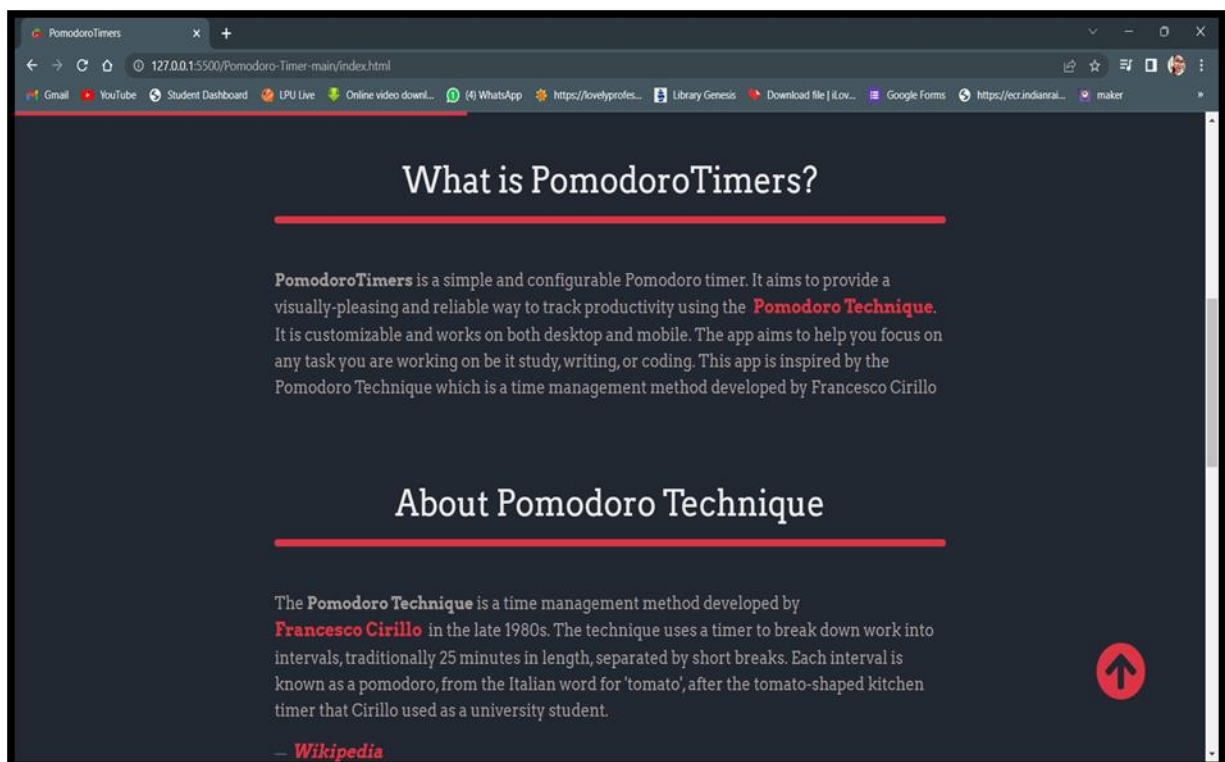 PomodoroTimers
127.0.0.1:5500/Pomodoro-Timer-main/index.html
Gmail YouTube Student Dashboard LPU Live Online video downl... (4) WhatsApp https://lovelyprofes... Library Genesis Download file | iLov... Google Forms https://ecr.indianrai... maker »
What is PomodoroTimers?
PomodoroTimers is a simple and configurable Pomodoro timer. It aims to provide a
visually-pleasing and reliable way to track productivity using the Pomodoro Technique.
It is customizable and works on both desktop and mobile. The app aims to help you focus on
any task you are working on be it study, writing, or coding. This app is inspired by the
Pomodoro Technique which is a time management method developed by Francesco Cirillo
About Pomodoro Technique
The Pomodoro Technique is a time management method developed by
Francesco Cirillo in the late 1980s. The technique uses a timer to break down work into
intervals, traditionally 25 minutes in length, separated by short breaks. Each interval is
known as a pomodoro, from the Italian word for 'tomato', after the tomato-shaped kitchen
timer that Cirillo used as a university student.
— Wikipedia